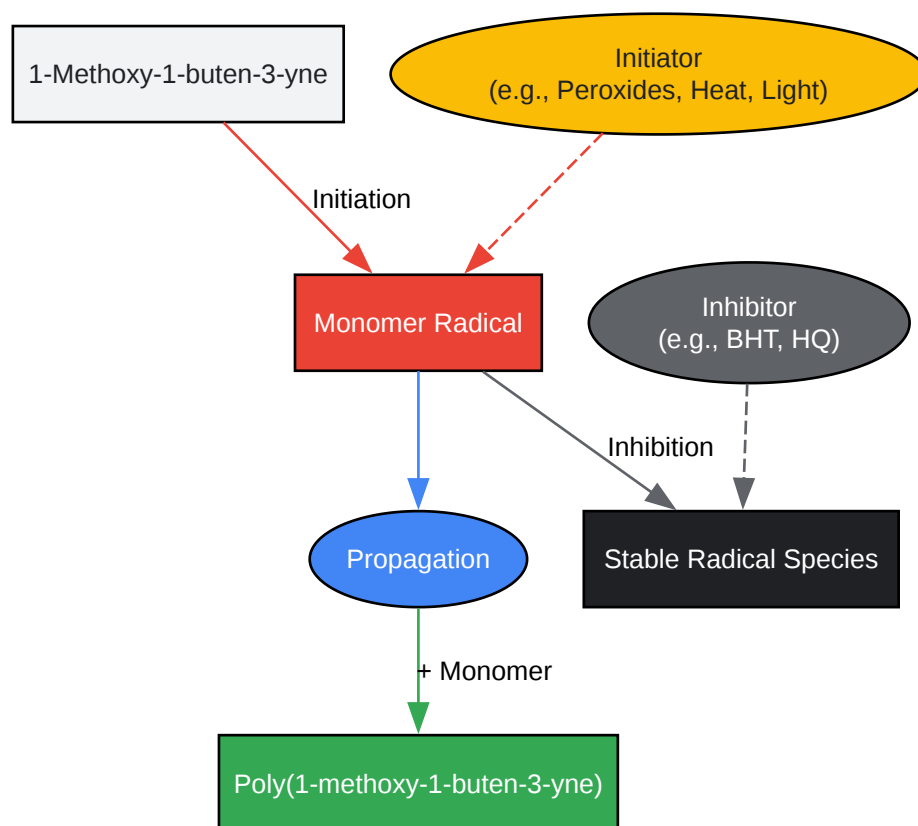 1-Methoxy-1-buten-3-yne
Initiator
(e.g., Peroxides, Heat, Light)
Initiation
Monomer Radical
Inhibitor
(e.g., BHT, HQ)
Inhibition
Propagation
Stable Radical Species
+ Monomer
Poly(1-methoxy-1-buten-3-yne)